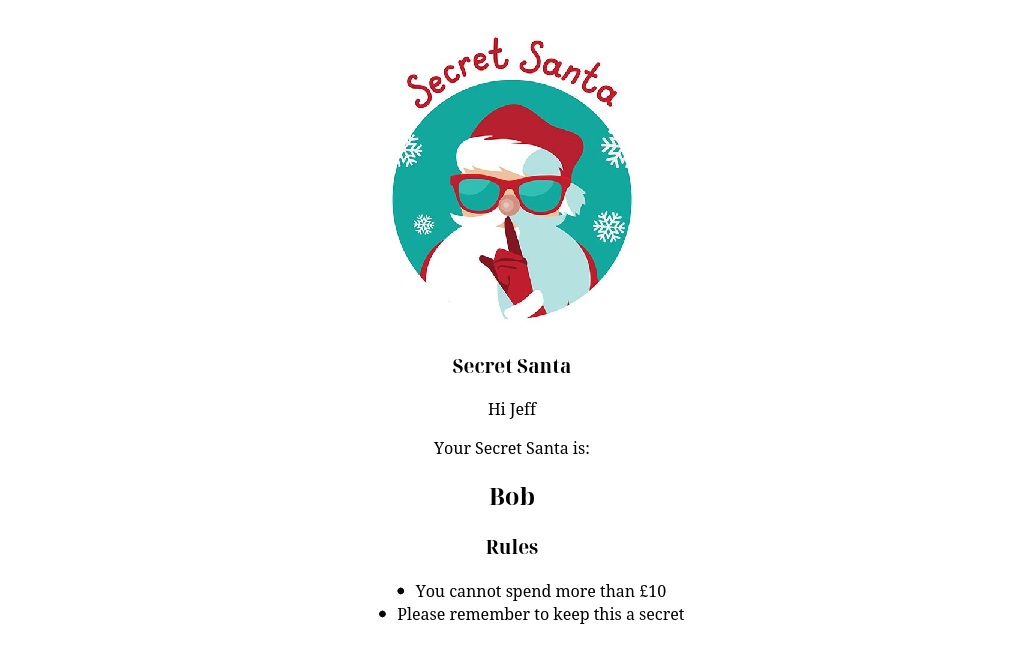 Secret Santa
Secret Santa
Hi Jeff
Your Secret Santa is:
Bob
Rules
• You cannot spend more than £10
• Please remember to keep this a secret